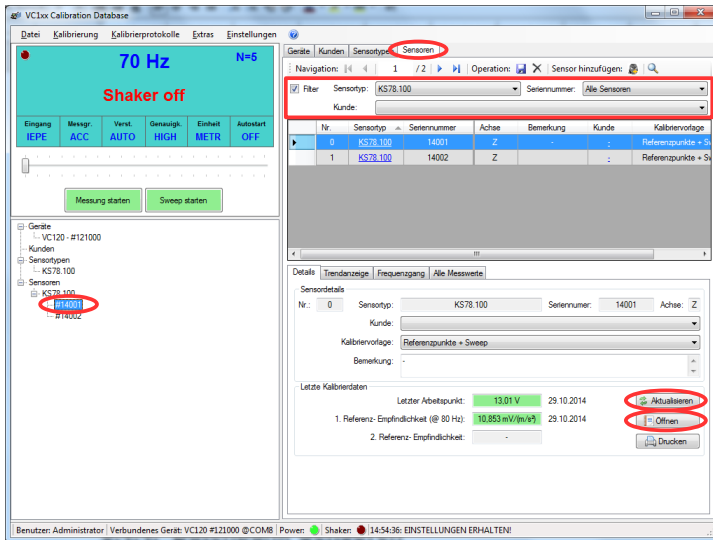 VC1xx Calibration Database
Datei Kalibrierung Kalibrierprotokolle Extras Einstellungen
70 Hz
N=5
Shaker off
Eingang Messgr. Verst. Genauigk. Einheit Autostart
IEPE ACC AUTO HIGH METR OFF
Messung starten Sweep starten
Geräte
VC120 - #121000
Kunden
Sensortypen
KS78.100
Sensoren
KS78.100
#14001
#14002
Geräte Kunden Sensortypen Sensoren
Navigation: 1 / 2 Operation: Sensor hinzufügen:
Filter Sensortyp: KS78.100 Seriennummer: Alle Sensoren
Kunde:
Nr. Sensortyp Seriennummer Achse Bemerkung Kunde Kalibriervorlage
0 KS78.100 14001 Z - - Referenzpunkte + Sw
1 KS78.100 14002 Z - Referenzpunkte + Sw
Details Trendanzeige Frequenzgang Alle Messwerte
Sensordetails
Nr.: 0 Sensortyp: KS78.100 Seriennumer: 14001 Achse: Z
Kunde:
Kalibriervorlage: Referenzpunkte + Sweep
Bemerkung: -
Letzte Kalibrierdaten
Letzter Arbeitspunkt: 13,01 V 29.10.2014 Aktualisieren
1. Referenz- Empfindlichkeit (@ 80 Hz): 10,853 mV/(m/s²) 29.10.2014 Öffnen
2. Referenz- Empfindlichkeit: - Drucken
Benutzer: Administrator Verbundenes Gerät: VC120 #121000 @COM8 Power: Shaker: 14:54:36: EINSTELLUNGEN ERHALTEN!